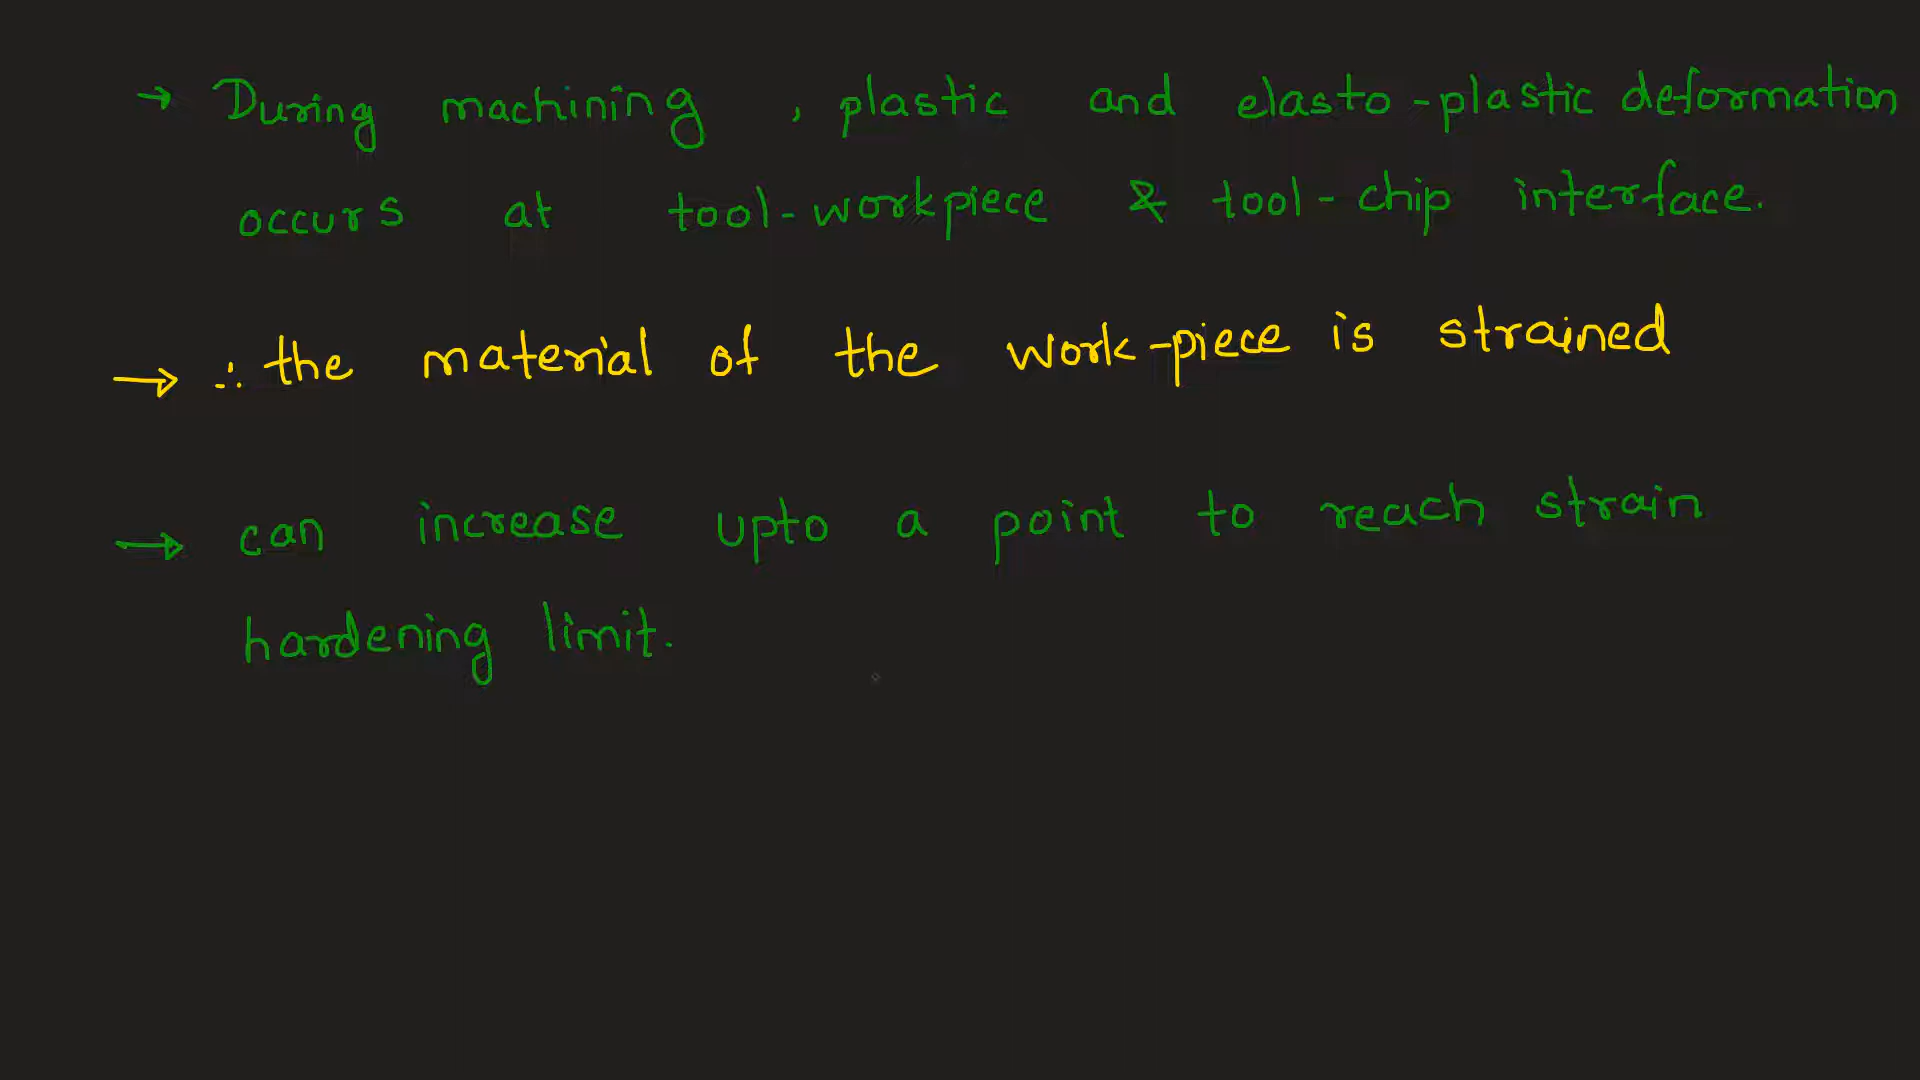 → During machining , plastic and elasto-plastic deformation
occurs at tool-workpiece & tool-chip interface.
→ ∴ the material of the work-piece is strained
→ can increase upto a point to reach strain
hardening limit.